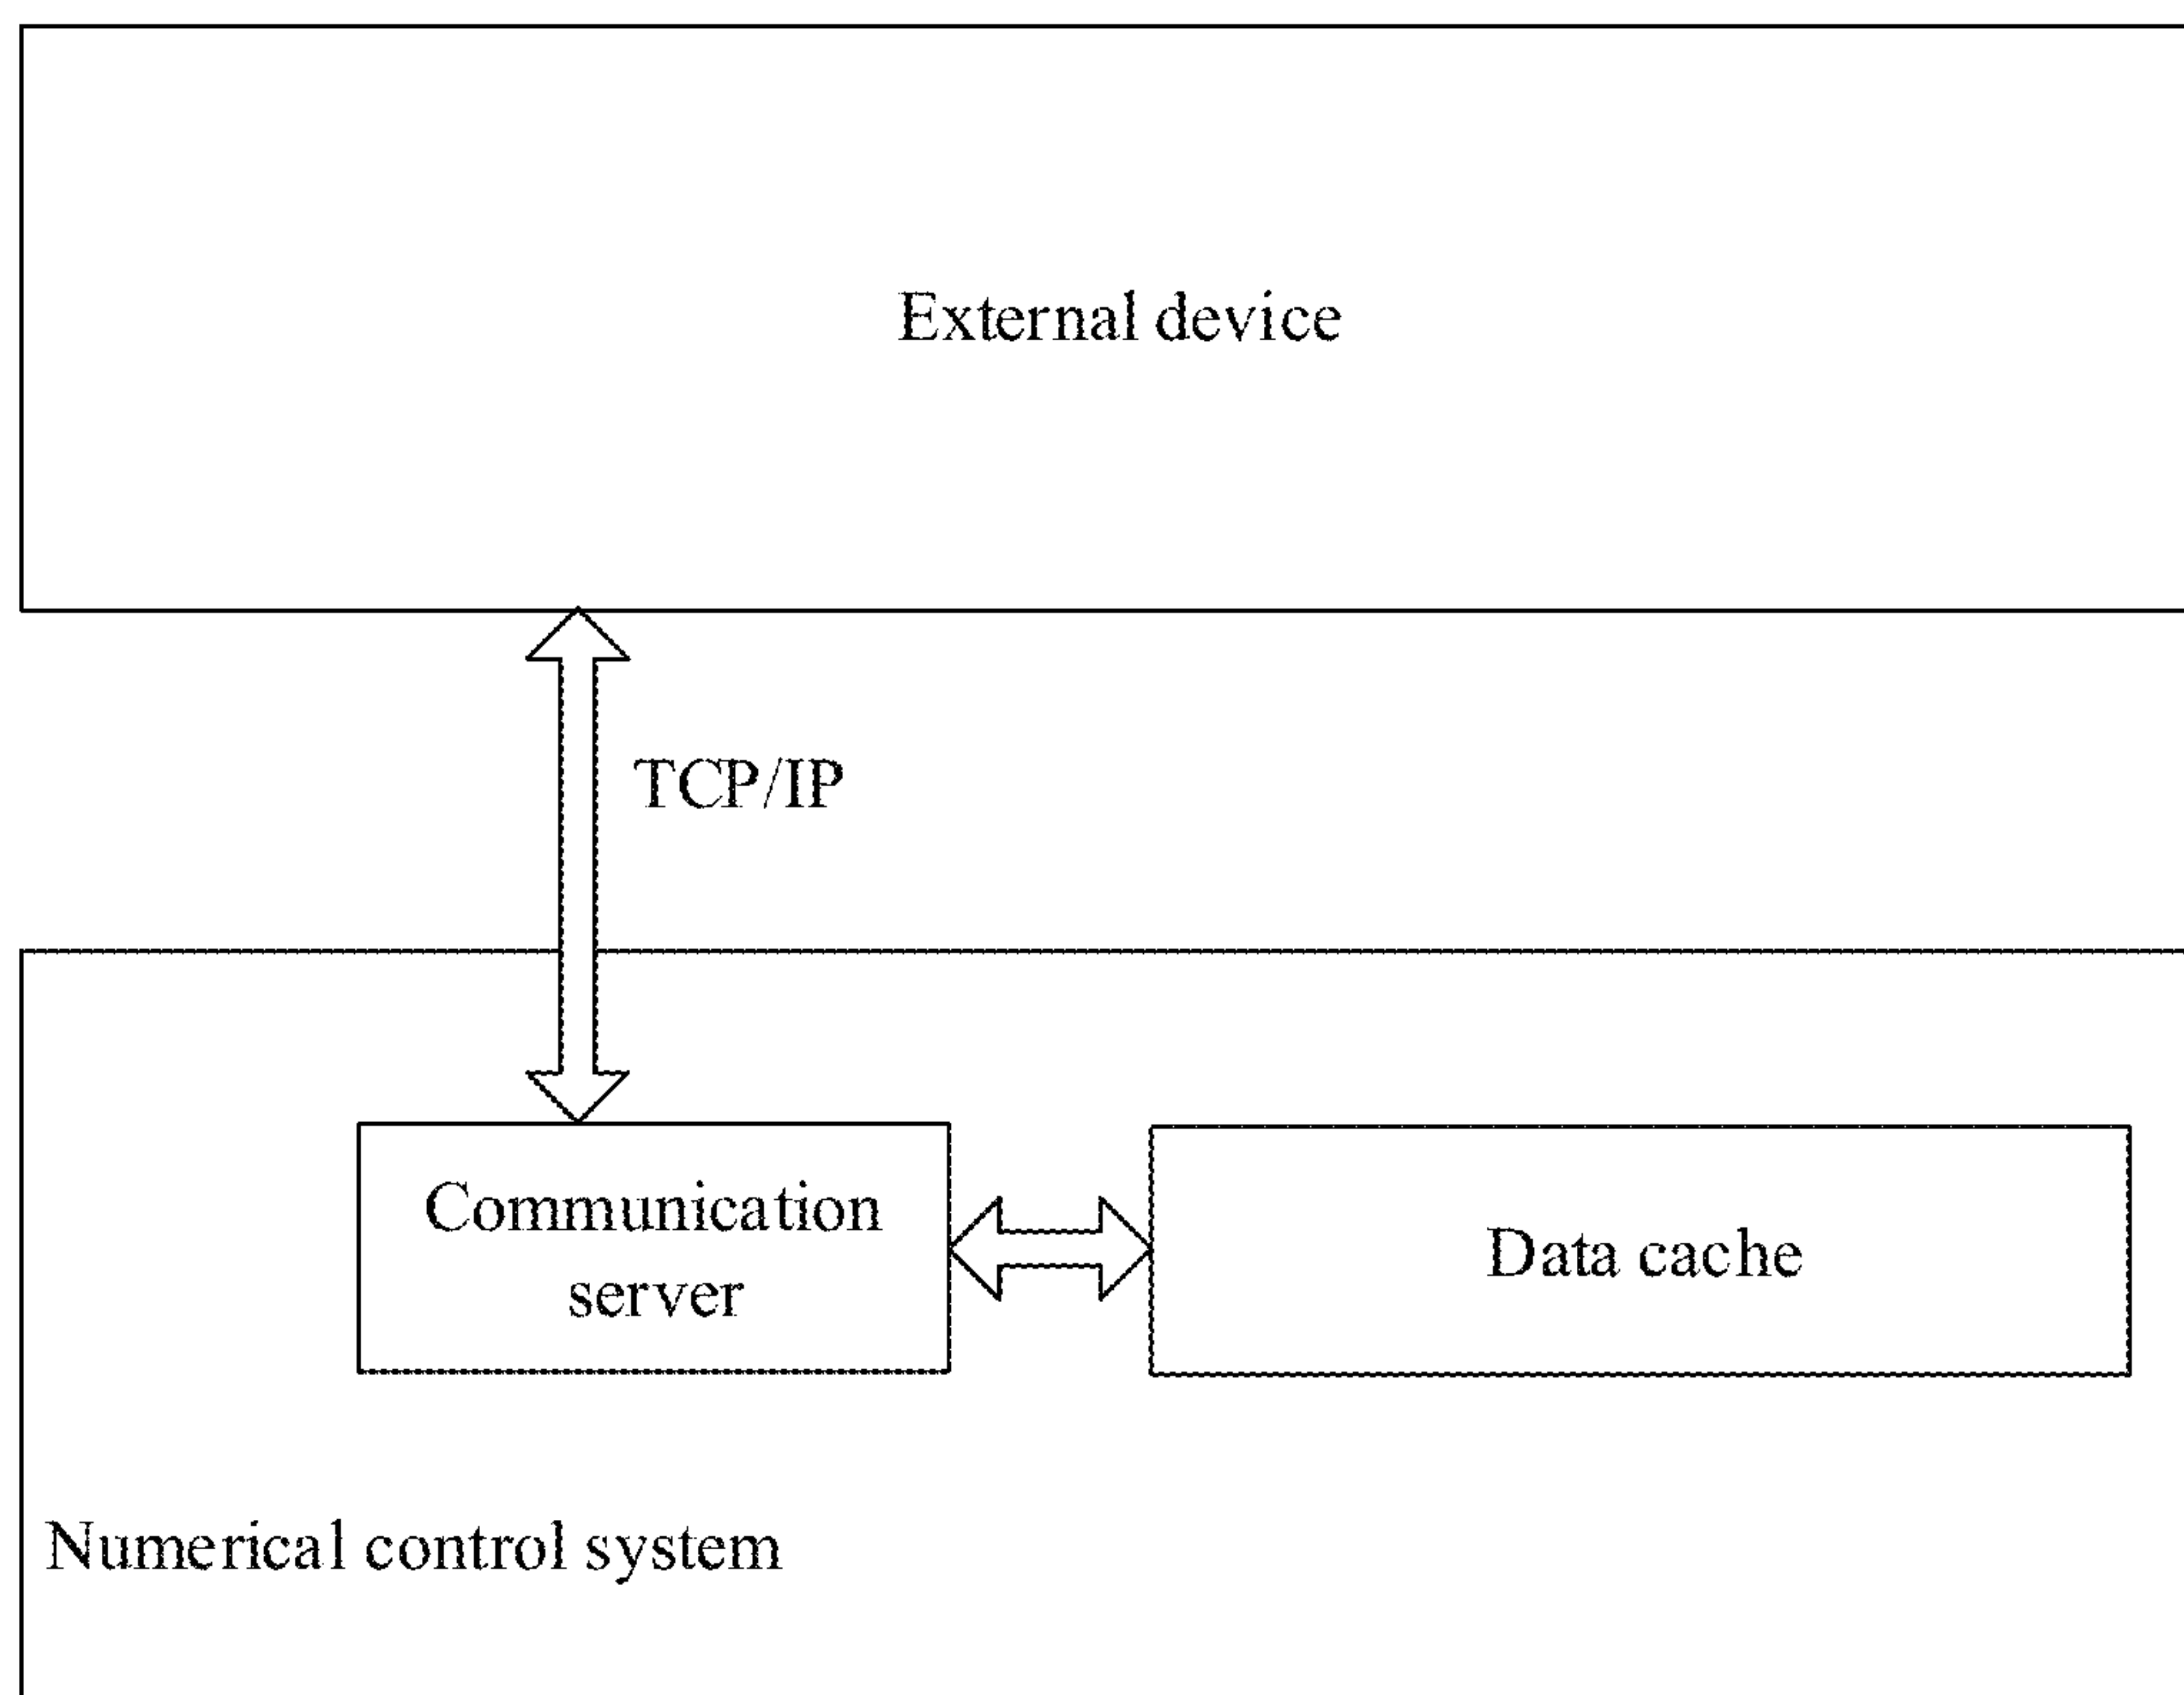 External device
TCP/IP
Communication
server
Data cache
Numerical control system